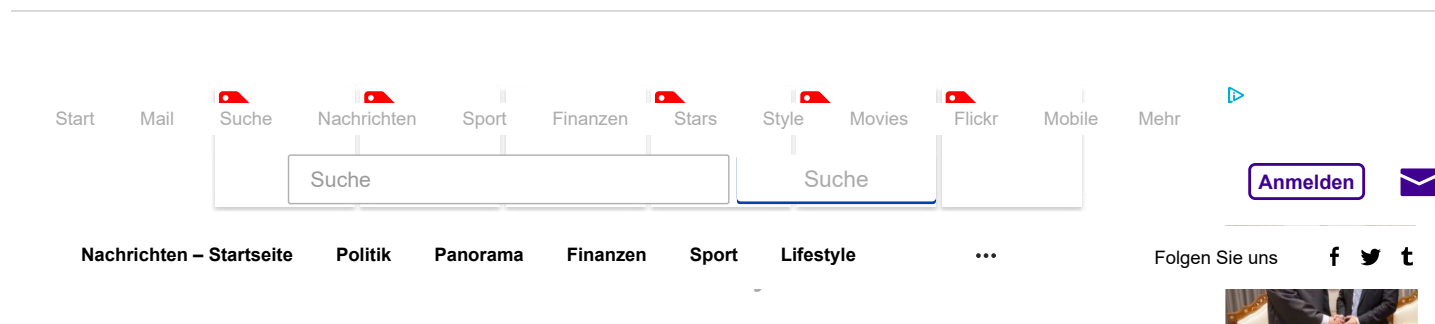 Start Mail Suche Nachrichten Sport Finanzen Stars Style Movies Flickr Mobile Mehr
Suche Suche
Anmelden
Nachrichten – Startseite Politik Panorama Finanzen Sport Lifestyle ••• Folgen Sie uns